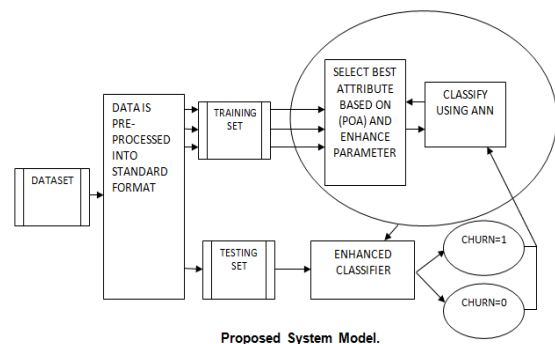 DATASET
DATA IS
PRE-
PROCESSED
INTO
STANDARD
FORMAT
TRAINING
SET
SELECT BEST
ATTRIBUTE
BASED ON
(POA) AND
ENHANCE
PARAMETER
CLASSIFY
USING ANN
TESTING
SET
ENHANCED
CLASSIFIER
CHURN=1
CHURN=0
Proposed System Model.